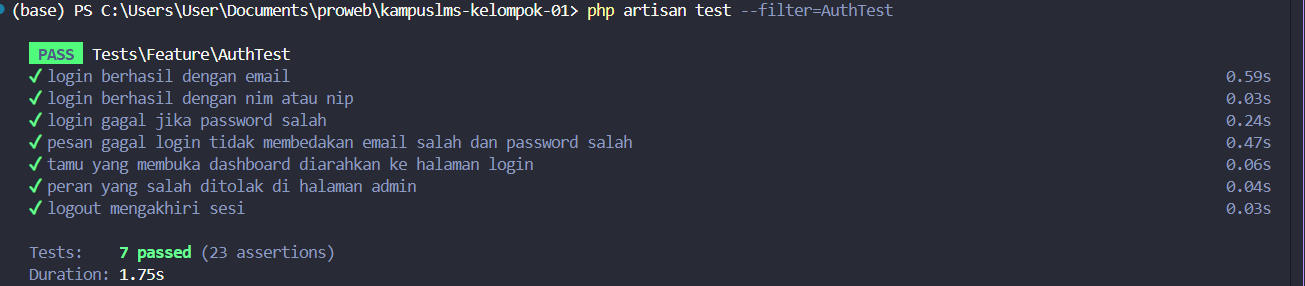 (base) PS C:\Users\User\Documents\proweb\kampuslms-kelompok-01> php artisan test --filter=AuthTest
PASS Tests\Feature\AuthTest
✓ login berhasil dengan email 0.59s
✓ login berhasil dengan nim atau nip 0.03s
✓ login gagal jika password salah 0.24s
✓ pesan gagal login tidak membedakan email salah dan password salah 0.47s
✓ tamu yang membuka dashboard diarahkan ke halaman login 0.06s
✓ peran yang salah ditolak di halaman admin 0.04s
✓ logout mengakhiri sesi 0.03s
Tests: 7 passed (23 assertions)
Duration: 1.75s